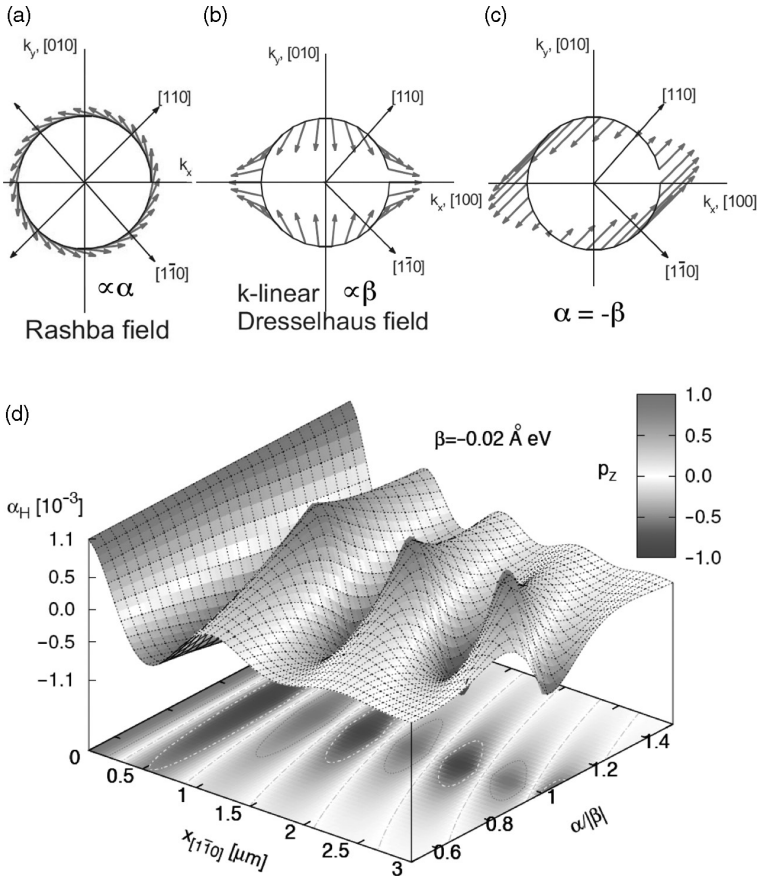 (a)
(b)
(c)
k_y, [010]
k_y, [010]
k_y, [010]
[110]
[110]
[110]
k_x
k_x, [100]
k_x, [100]
[11̅0]
[11̅0]
[11̅0]
∝α
k-linear ∝β
α = -β
Rashba field
Dresselhaus field
(d)
β=−0.02 Å eV
1.0
0.5
p_z
0.0
−0.5
−1.0
α_H [10⁻³]
1.1
0.5
0.0
−0.5
−1.1
0
0.5
1
1.5
2
2.5
3
x_[11̅0] [μm]
0.6
0.8
1
1.2
1.4
α/|β|